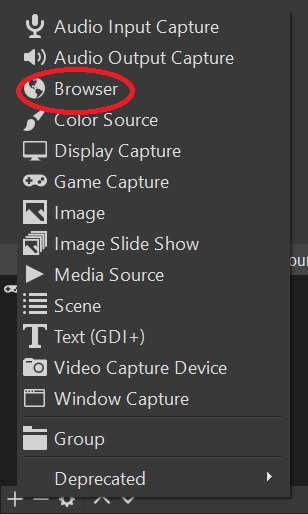 Audio Input Capture
Audio Output Capture
Browser
Color Source
Display Capture
Game Capture
Image
Image Slide Show
Media Source
Scene
Text (GDI+)
Video Capture Device
Window Capture
Group
Deprecated